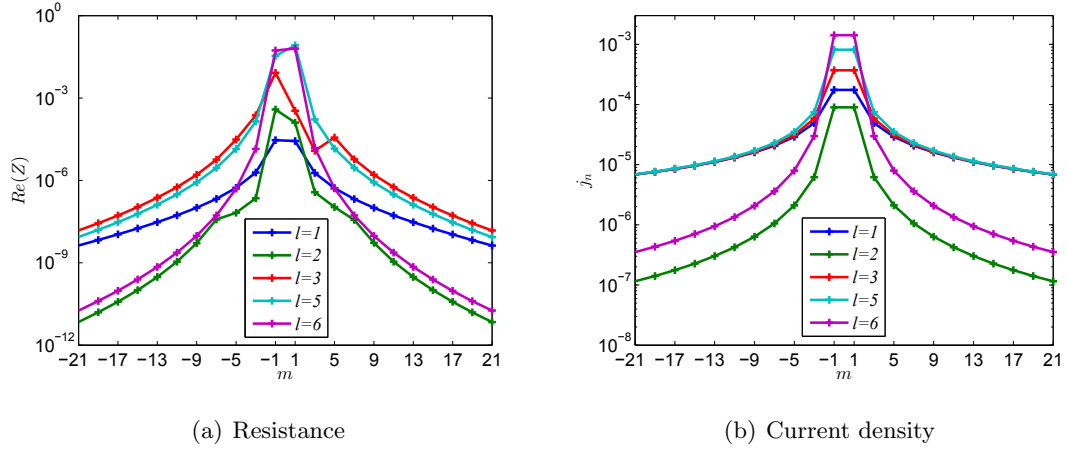 10^0
10^-3
10^-6
10^-9
10^-12
Re(Z)
l=1
l=2
l=3
l=5
l=6
−21 −17 −13 −9 −5 −1 1 5 9 13 17 21
m
(a) Resistance
10^-3
10^-4
10^-5
10^-6
10^-7
10^-8
j_n
l=1
l=2
l=3
l=5
l=6
−21 −17 −13 −9 −5 −1 1 5 9 13 17 21
m
(b) Current density